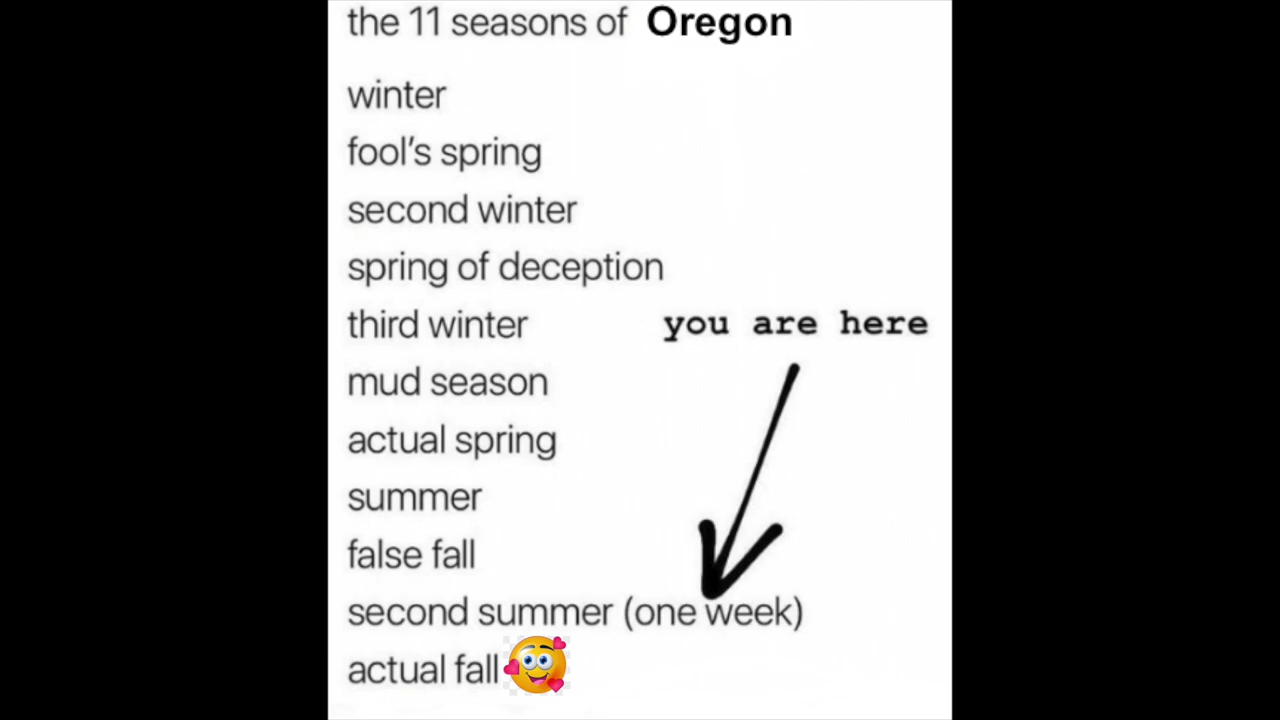 the 11 seasons of Oregon
winter
fool's spring
second winter
spring of deception
third winter
you are here
mud season
actual spring
summer
false fall
second summer (one week)
actual fall